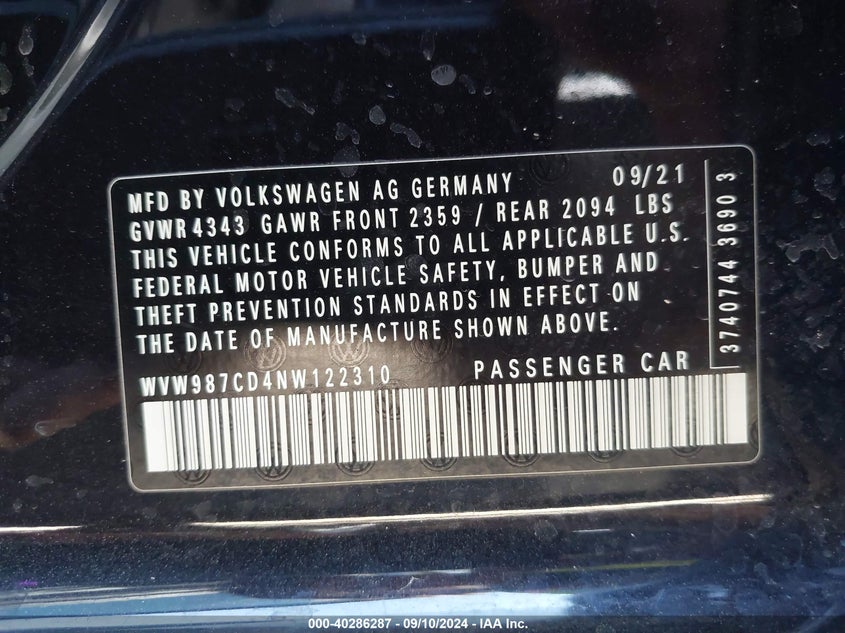 MFD BY VOLKSWAGEN AG GERMANY 09/21
GVWR 4343 GAWR FRONT 2359 / REAR 2094 LBS
THIS VEHICLE CONFORMS TO ALL APPLICABLE U.S.
FEDERAL MOTOR VEHICLE SAFETY, BUMPER AND
THEFT PREVENTION STANDARDS IN EFFECT ON
THE DATE OF MANUFACTURE SHOWN ABOVE.
WVW987CD4NW122310 PASSENGER CAR
3740744 3690 3
000-40286287 - 09/10/2024 - IAA Inc.